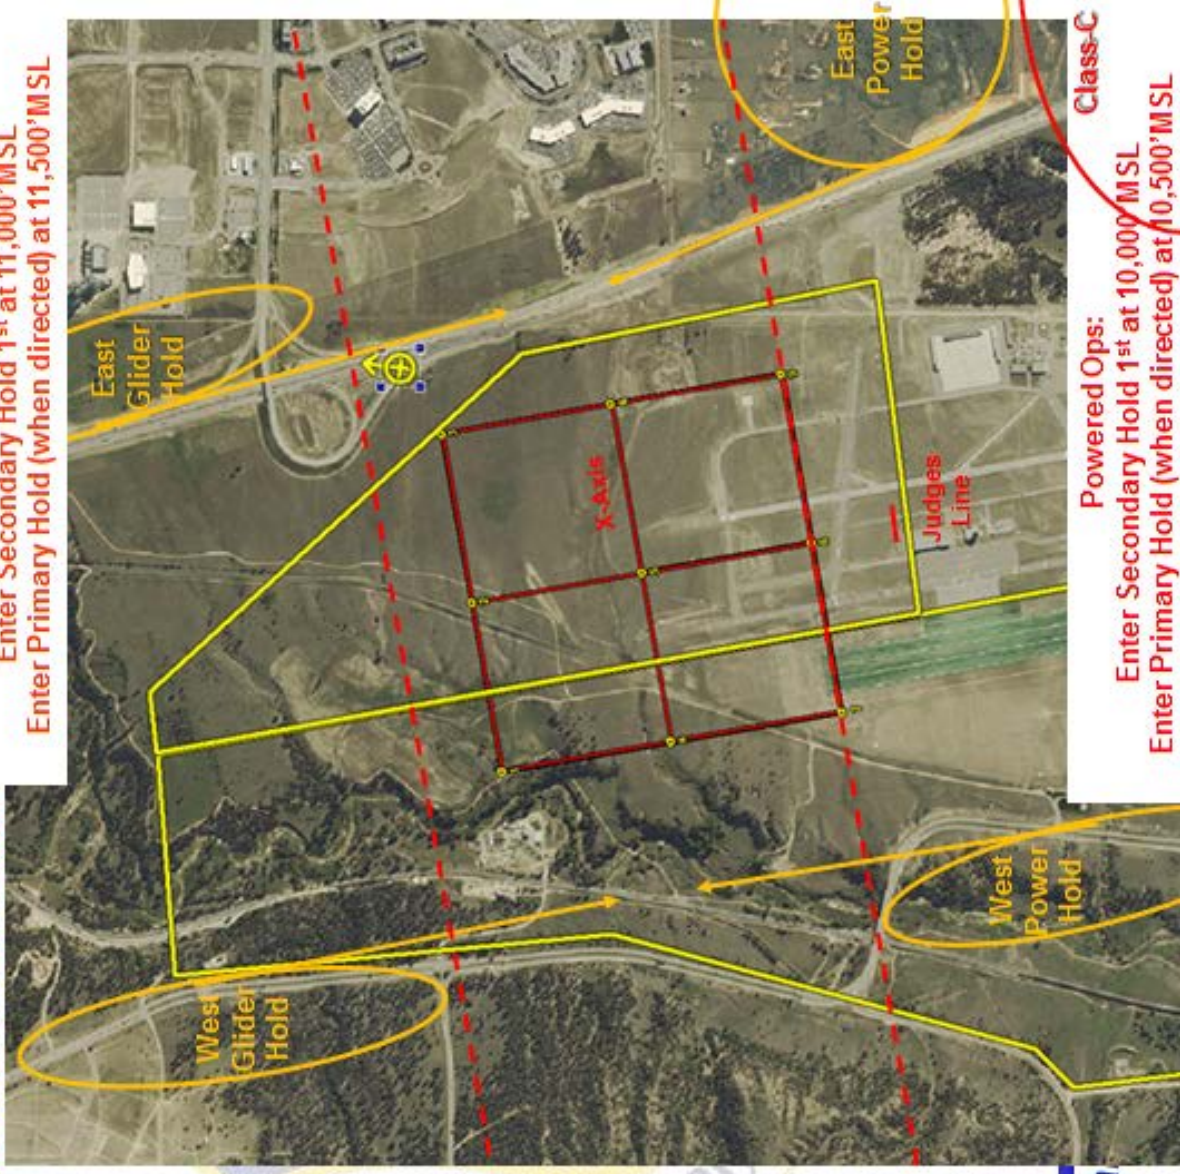 Enter Secondary Hold 1st at 11,000'MSL
Enter Primary Hold (when directed) at 11,500'MSL
East
Glider
Hold
East
Power
Hold
Class C
X-Axis
Judges
Line
Powered Ops:
Enter Secondary Hold 1st at 10,000'MSL
Enter Primary Hold (when directed) at 10,500'MSL
West
Glider
Hold
West
Power
Hold